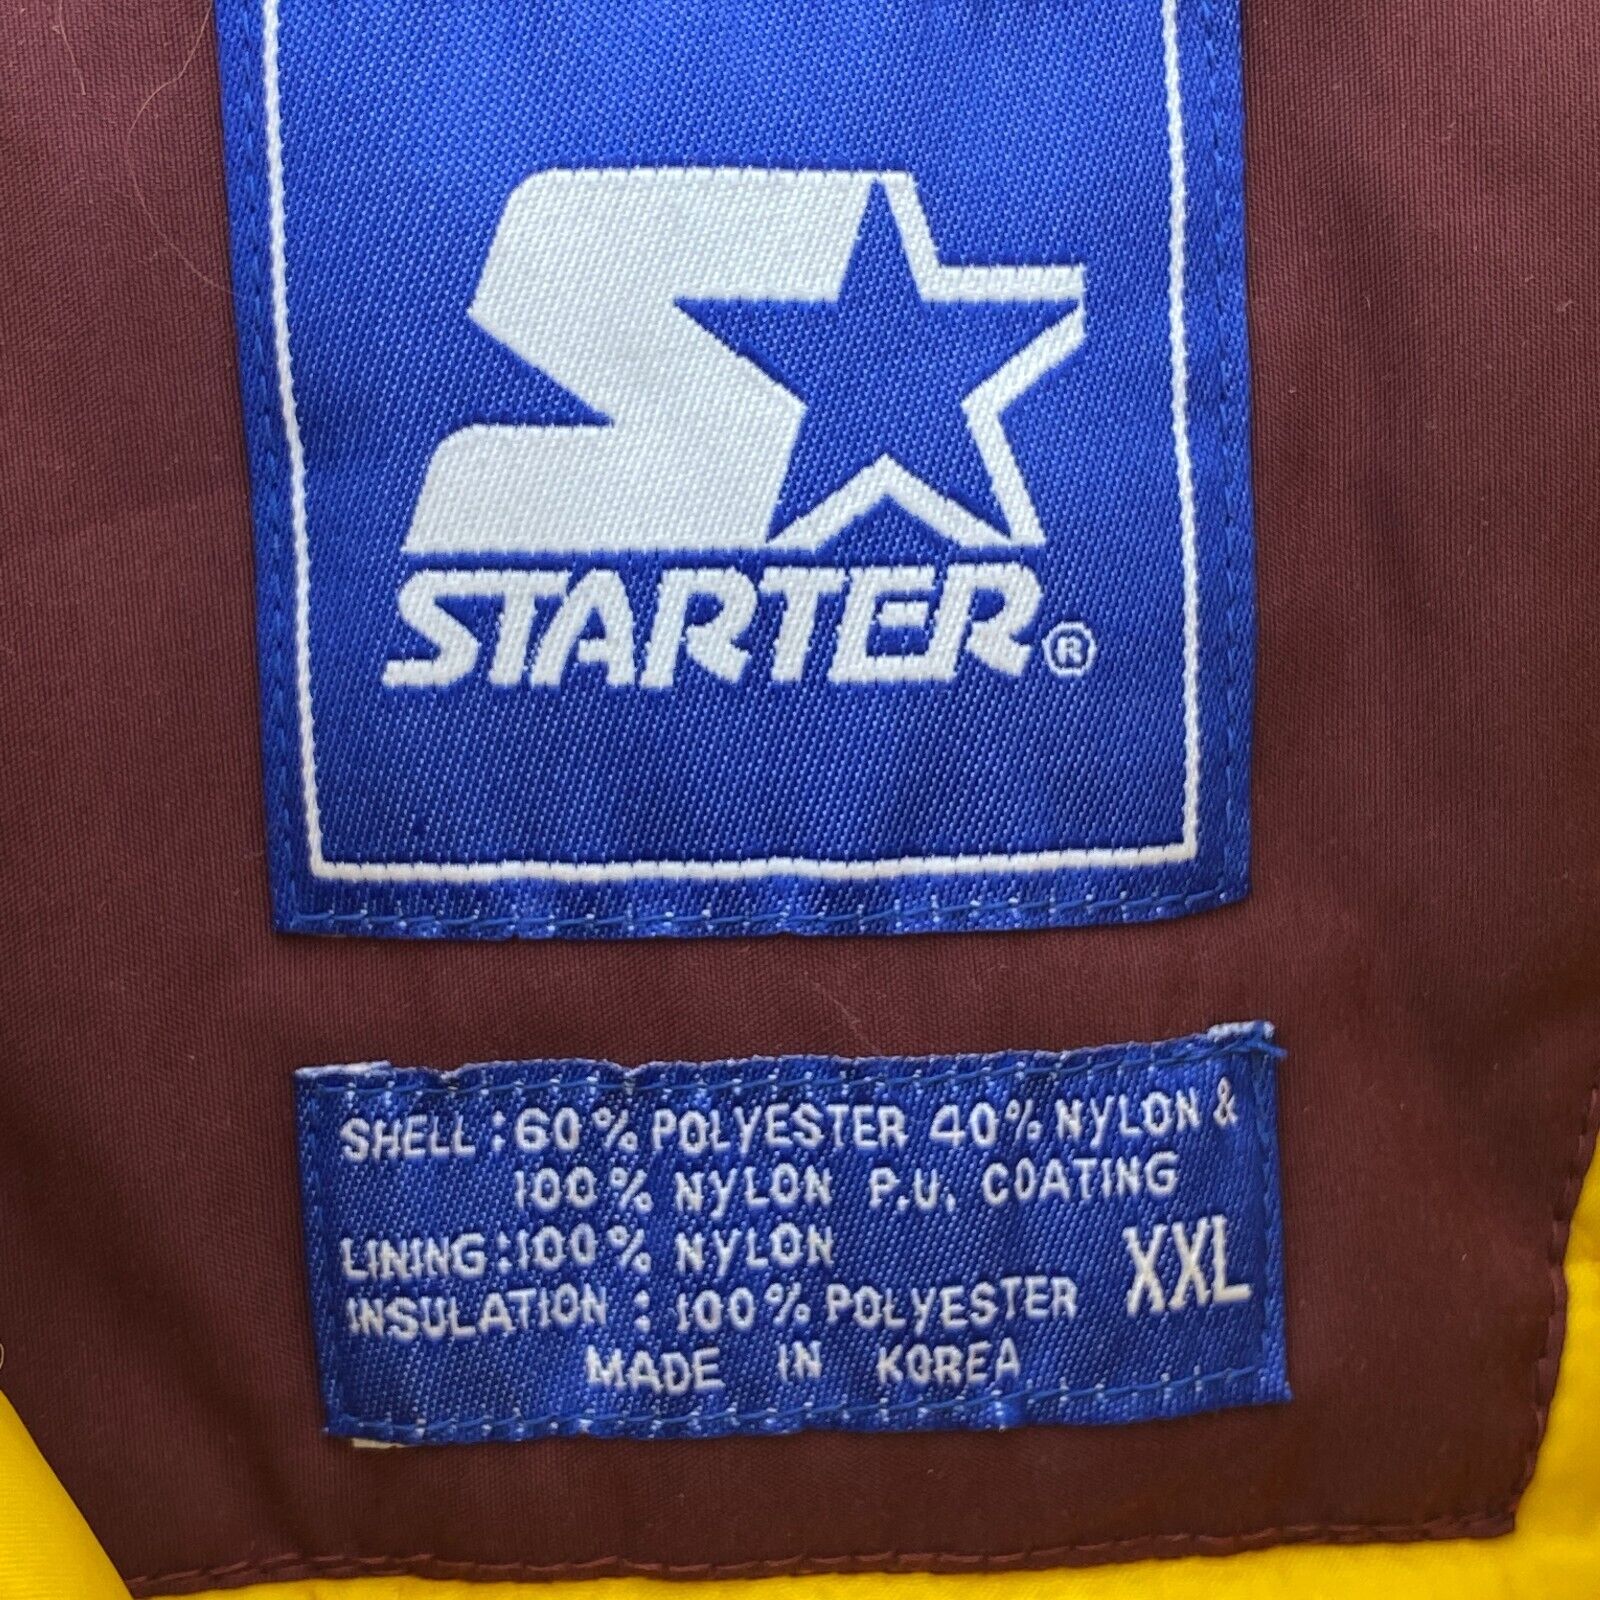 STARTER®
SHELL : 60% POLYESTER 40% NYLON &
100% NYLON P.U. COATING
LINING : 100% NYLON
INSULATION : 100% POLYESTER XXL
MADE IN KOREA